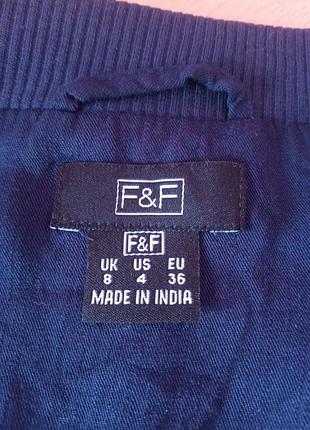 F&F
F&F
UK US EU
8 4 36
MADE IN INDIA